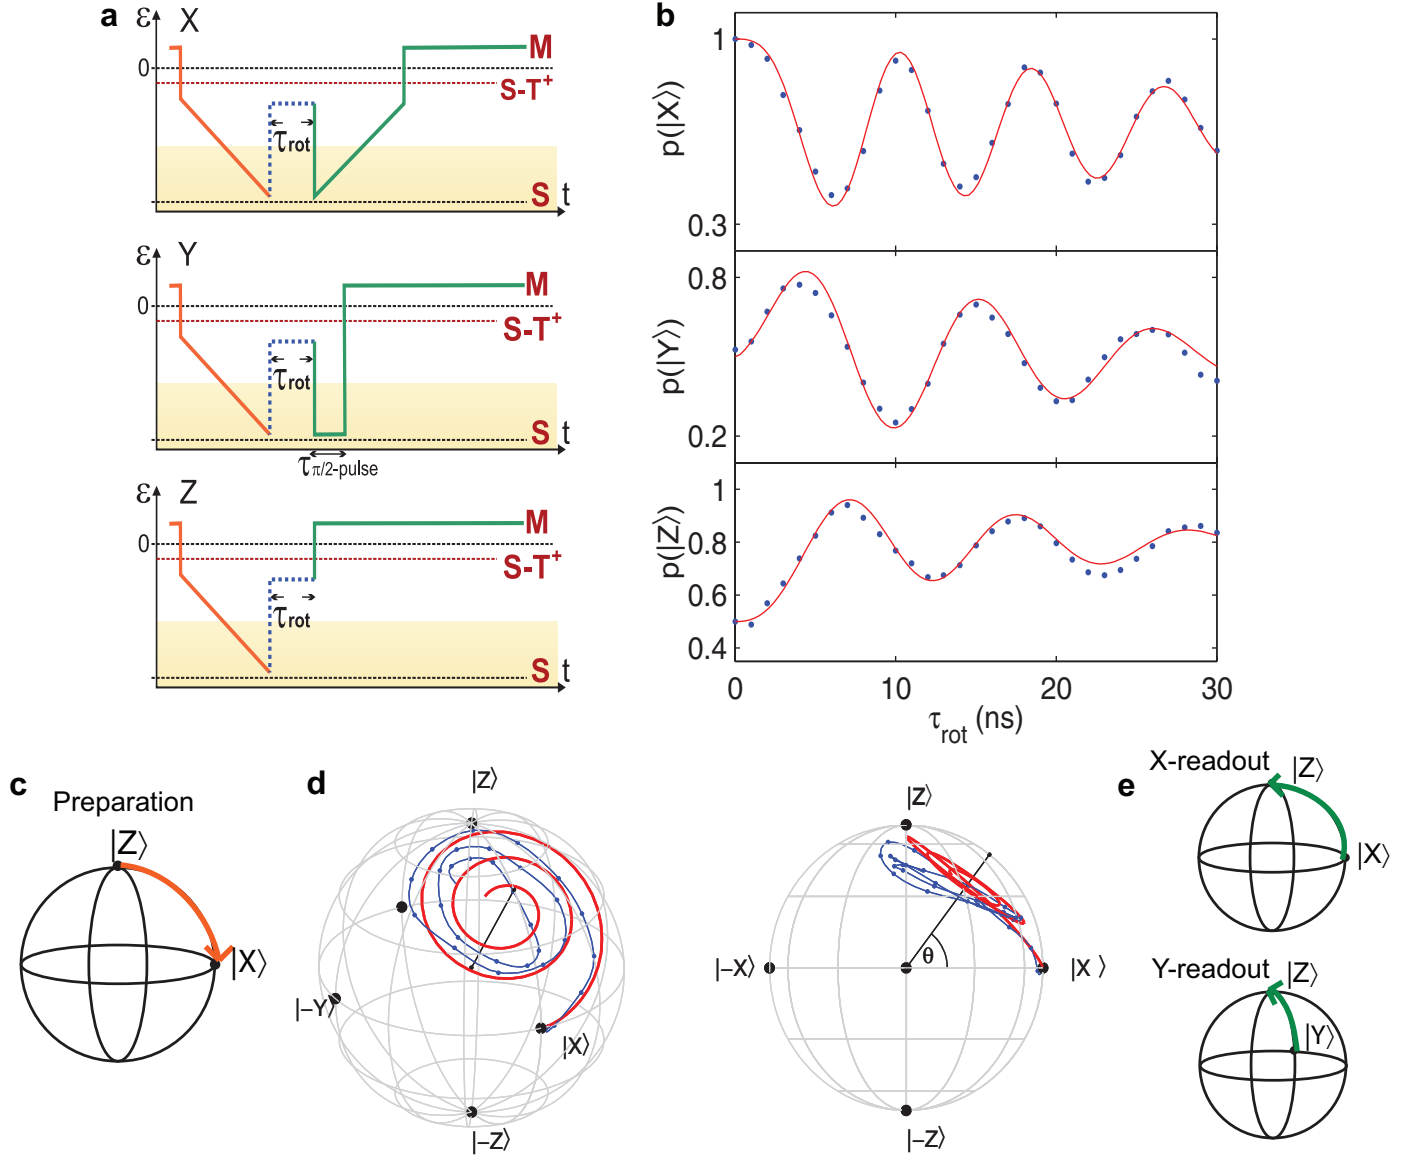 a
ε X
M
0
S-T⁺
τrot
S t
ε Y
M
0
S-T⁺
τrot
S t
τπ/2-pulse
ε Z
M
0
S-T⁺
τrot
S t
b
1
p(|X⟩)
0.3
0.8
p(|Y⟩)
0.2
1
0.8
p(|Z⟩)
0.6
0.4
0 10 20 30
τrot (ns)
c
Preparation
|Z⟩
|X⟩
d
|Z⟩
|-Y⟩
|X⟩
|-Z⟩
|Z⟩
θ
|-X⟩
|X⟩
|-Z⟩
e
X-readout
|Z⟩
|X⟩
Y-readout
|Z⟩
|Y⟩